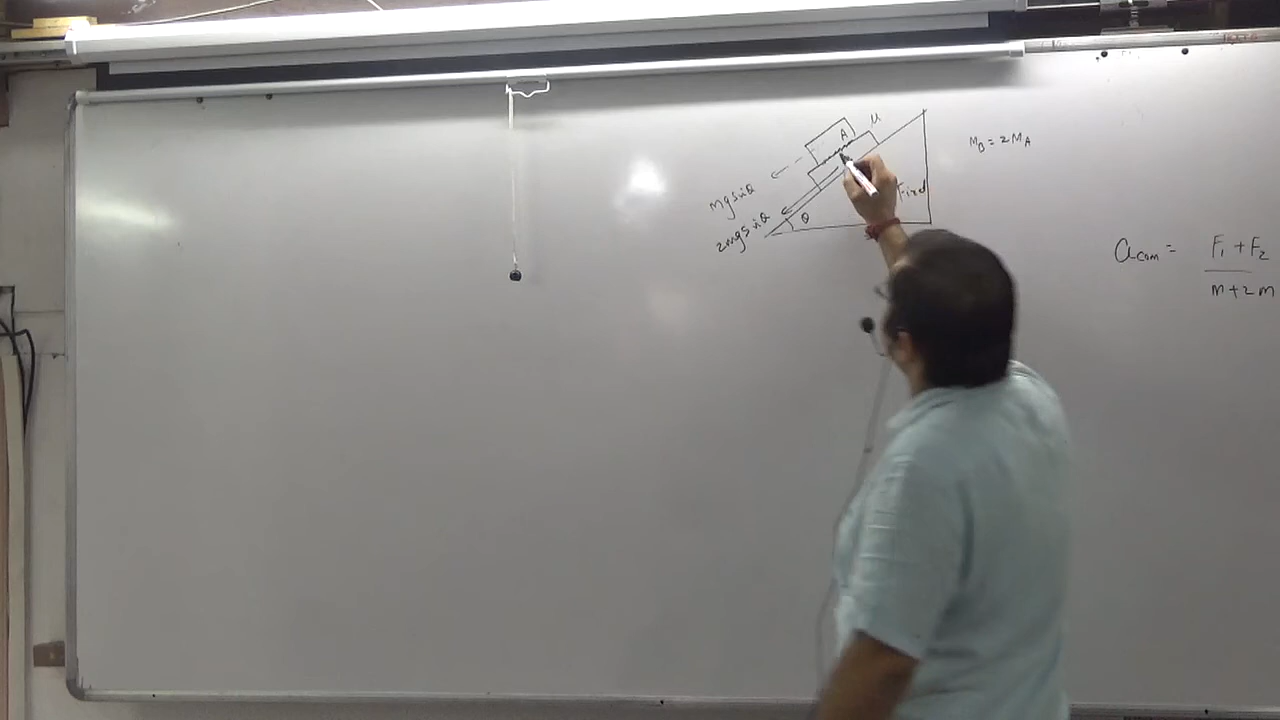 A
μ
M_B = 2M_A
mg sinθ
2mg sinθ
θ
Fixed
a_com = (F_1 + F_2) / (m + 2m)